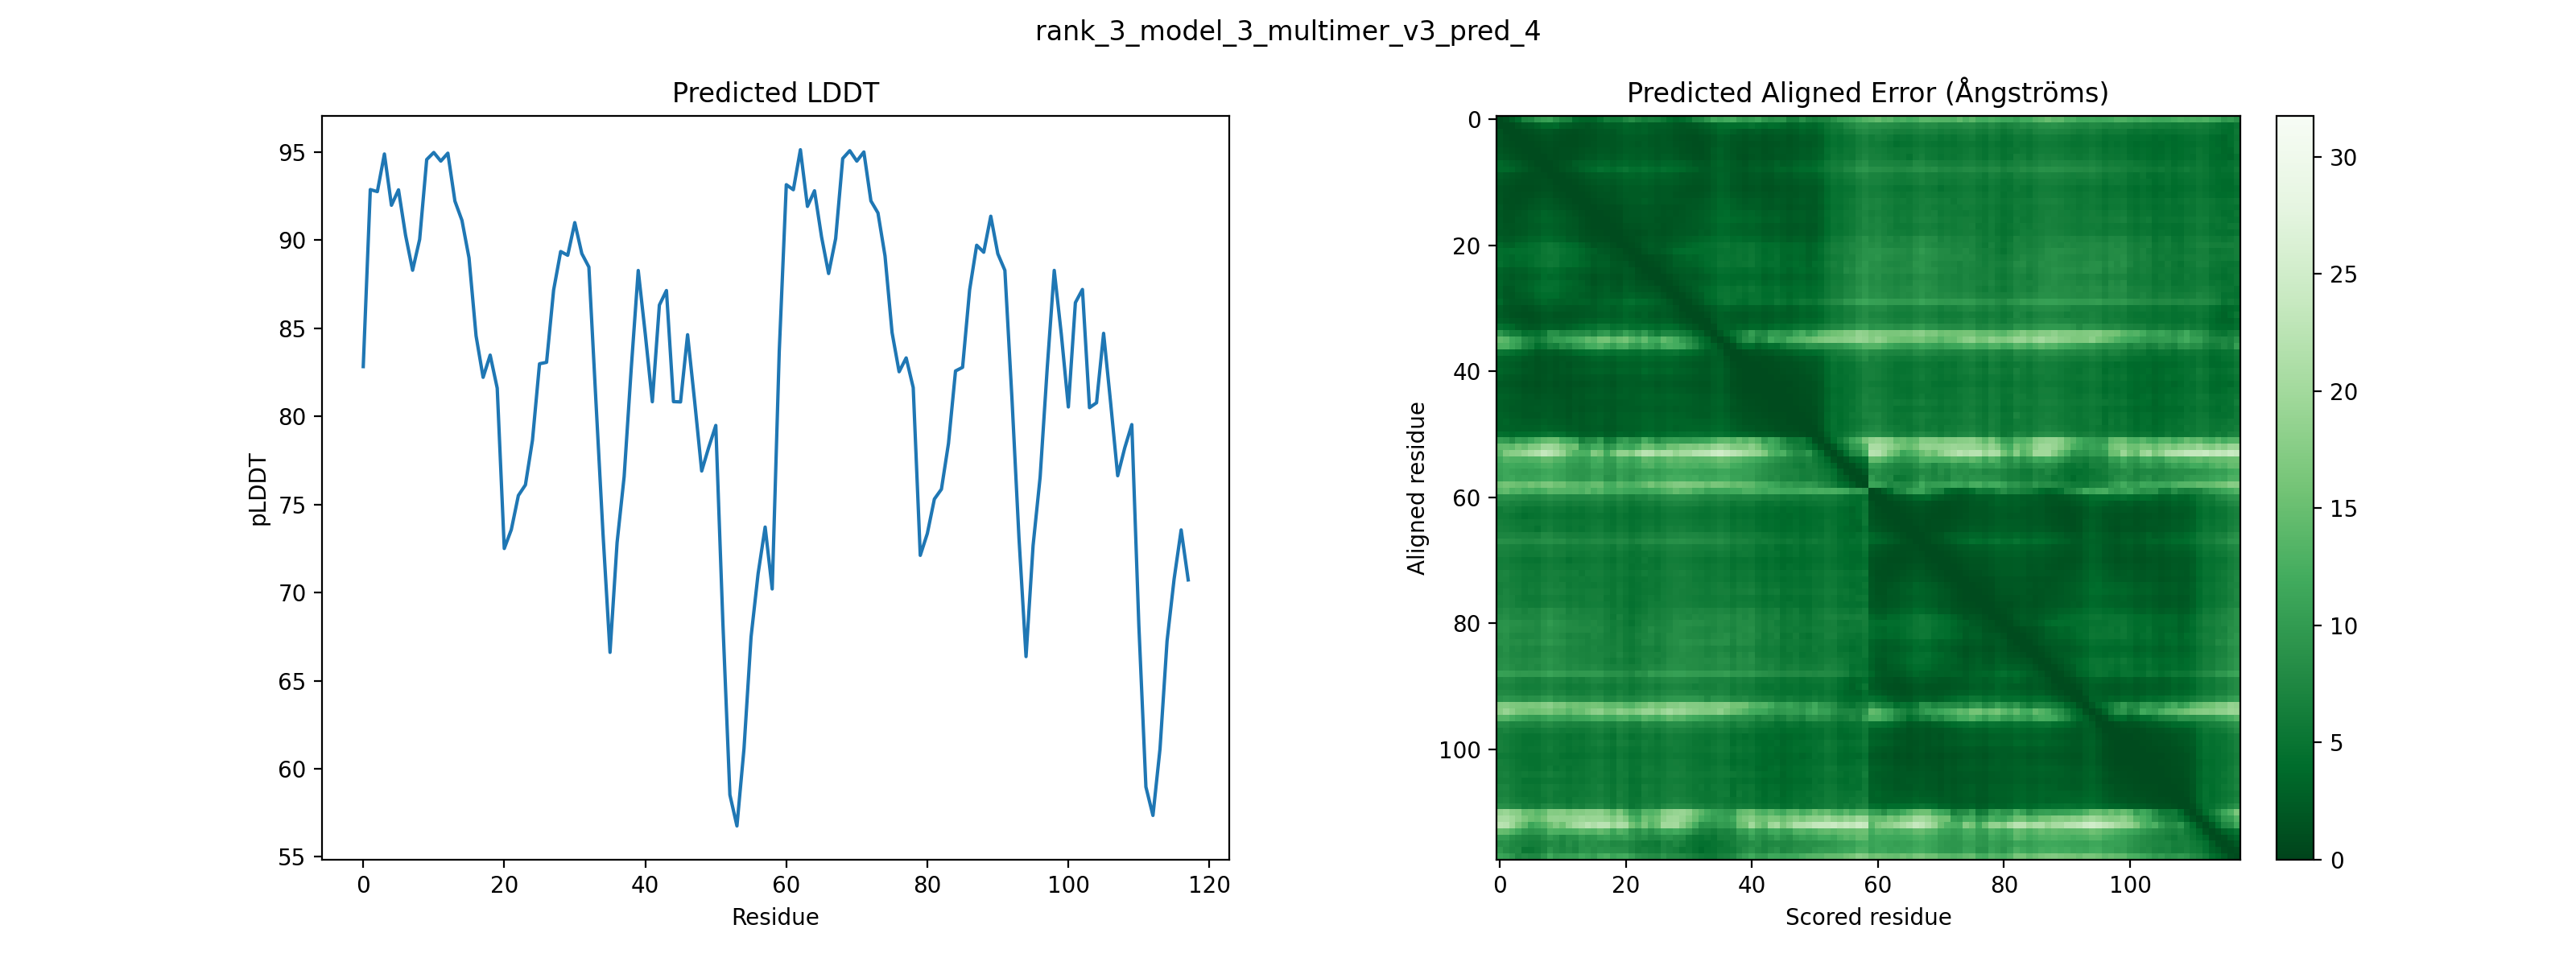 rank_3_model_3_multimer_v3_pred_4
Predicted LDDT
95
90
85
80
75
70
65
60
55
pLDDT
0 20 40 60 80 100 120
Residue
Predicted Aligned Error (Ångströms)
0
20
40
60
80
100
Aligned residue
0 20 40 60 80 100
Scored residue
30
25
20
15
10
5
0